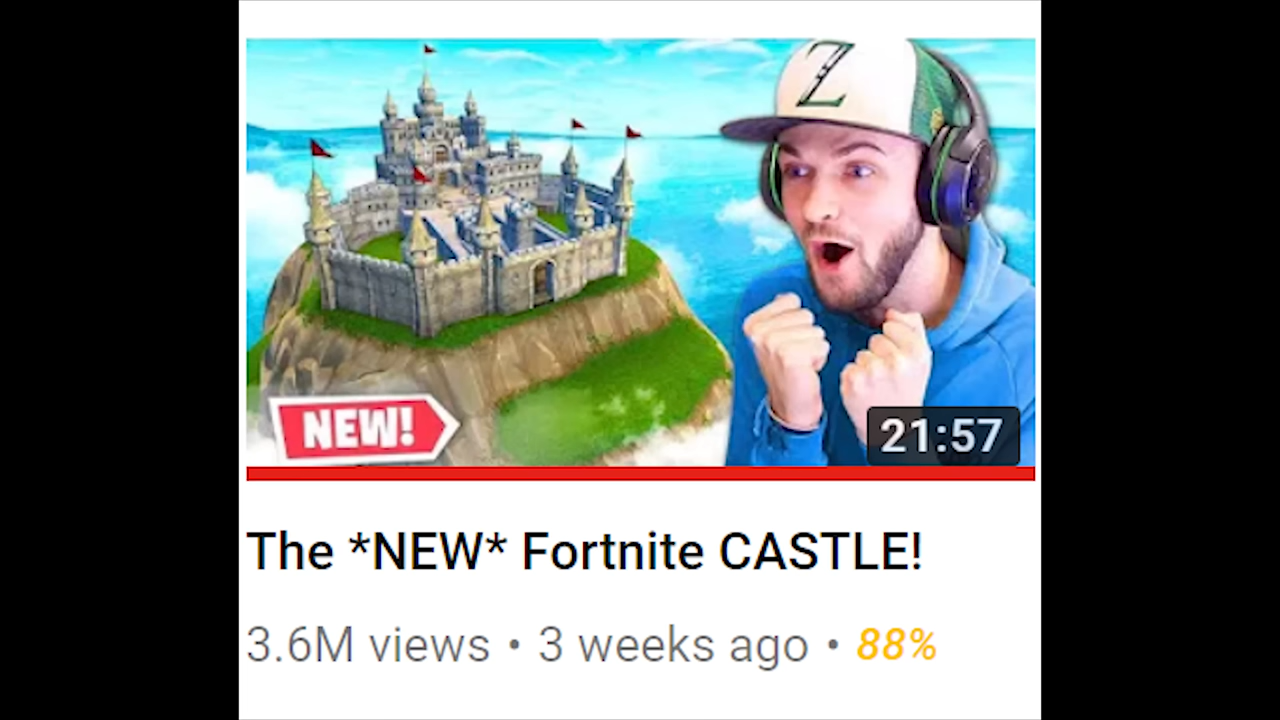 Z
NEW!
21:57
The *NEW* Fortnite CASTLE!
3.6M views • 3 weeks ago • 88%